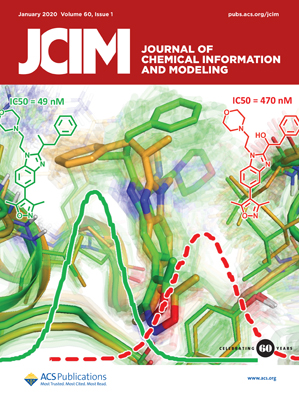 January 2020 Volume 60, Issue 1
pubs.acs.org/jcim
JCIM
JOURNAL OF
CHEMICAL INFORMATION
AND MODELING
IC50 = 49 nM
IC50 = 470 nM
O
N
N
N
O-N
O
HO
N
N
N
O-N
CELEBRATING 60 YEARS
ACS Publications
Most Trusted. Most Cited. Most Read.
www.acs.org